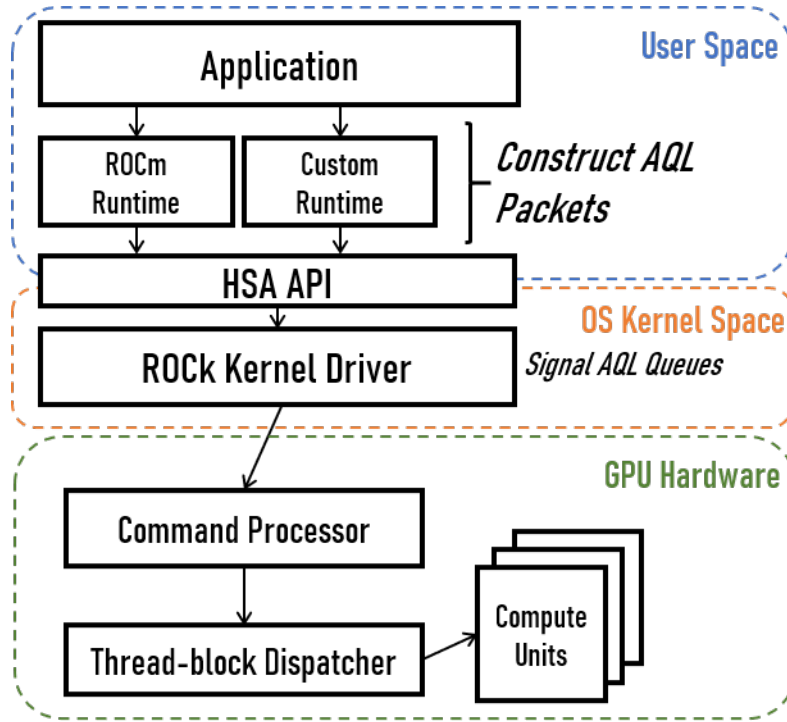 User Space
Application
ROCm
Runtime
Custom
Runtime
Construct AQL
Packets
HSA API
OS Kernel Space
ROCk Kernel Driver
Signal AQL Queues
GPU Hardware
Command Processor
Thread-block Dispatcher
Compute
Units